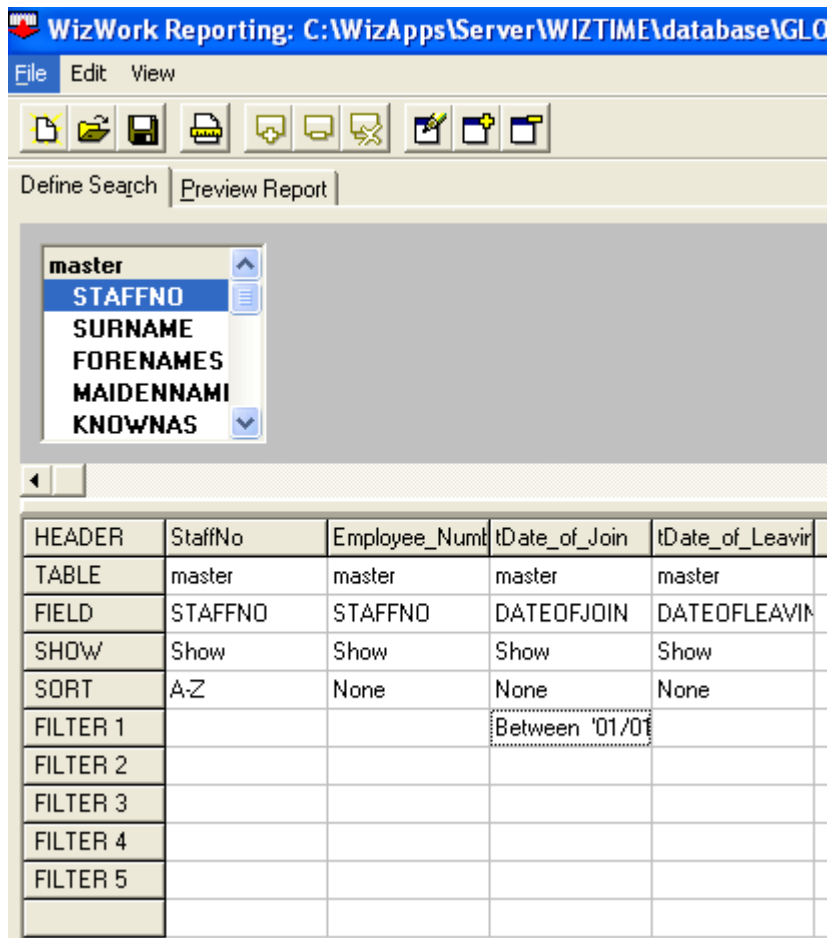 WizWork Reporting: C:\WizApps\Server\WIZTIME\database\GLO
File Edit View
Define Search Preview Report
master
STAFFNO
SURNAME
FORENAMES
MAIDENNAM
KNOWNAS
HEADER StaffNo Employee_Numb tDate_of_Join tDate_of_Leavin
TABLE master master master master
FIELD STAFFNO STAFFNO DATEOFJOIN DATEOFLEAVIN
SHOW Show Show Show Show
SORT A-Z None None None
FILTER 1 Between '01/01
FILTER 2
FILTER 3
FILTER 4
FILTER 5